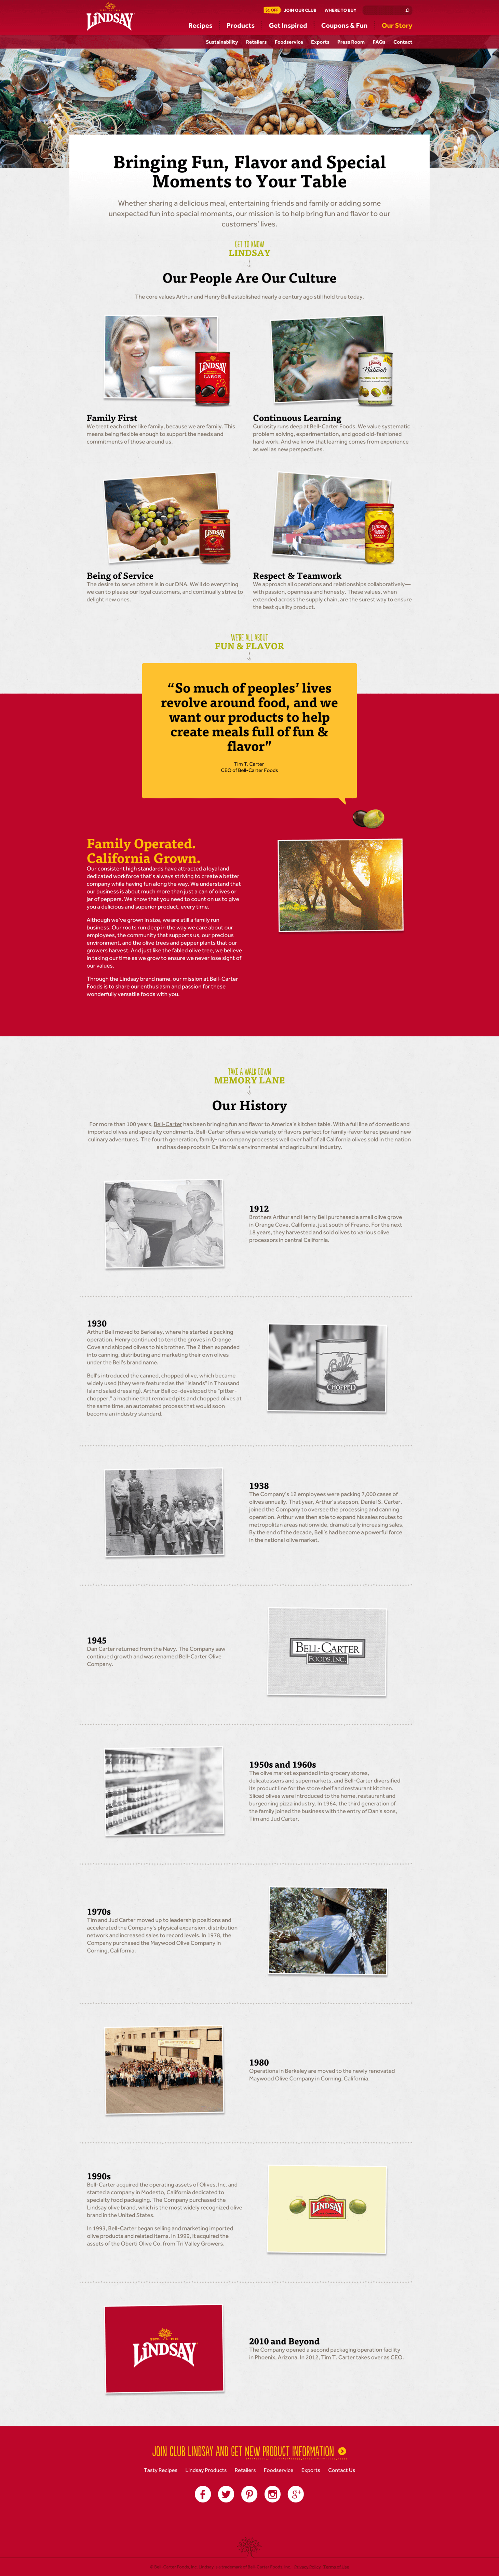 LINDSAY
$1 OFF JOIN OUR CLUB WHERE TO BUY
Recipes Products Get Inspired Coupons & Fun Our Story
Sustainability Retailers Foodservice Exports Press Room FAQs Contact
Bringing Fun, Flavor and Special
Moments to Your Table
Whether sharing a delicious meal, entertaining friends and family or adding some
unexpected fun into special moments, our mission is to help bring fun and flavor to our
customers' lives.
GET TO KNOW
LINDSAY
Our People Are Our Culture
The core values Arthur and Henry Bell established nearly a century ago still hold true today.
LINDSAY
LARGE
Naturals
Family First
We treat each other like family, because we are family. This
means being flexible enough to support the needs and
commitments of those around us.
Continuous Learning
Curiosity runs deep at Bell-Carter Foods. We value systematic
problem solving, experimentation, and good old-fashioned
hard work. And we know that learning comes from experience
as well as new perspectives.
LINDSAY
LINDSAY
Being of Service
The desire to serve others is in our DNA. We'll do everything
we can to please our loyal customers, and continually strive to
delight new ones.
Respect & Teamwork
We approach all operations and relationships collaboratively—
with passion, openness and honesty. These values, when
extended across the supply chain, are the surest way to ensure
the best quality product.
WE'RE ALL ABOUT
FUN & FLAVOR
“So much of peoples’ lives
revolve around food, and we
want our products to help
create meals full of fun &
flavor”
Tim T. Carter
CEO of Bell-Carter Foods
Family Operated.
California Grown.
Our consistent high standards have attracted a loyal and
dedicated workforce that's always striving to create a better
company while having fun along the way. We understand that
our business is about much more than just a can of olives or
jar of peppers. We know that you need to count on us to give
you a delicious and superior product, every time.
Although we've grown in size, we are still a family run
business. Our roots run deep in the way we care about our
employees, the community that supports us, our precious
environment, and the olive trees and pepper plants that our
growers harvest. And just like the fabled olive tree, we believe
in taking our time as we grow to ensure we never lose sight of
our values.
Through the Lindsay brand name, our mission at Bell-Carter
Foods is to share our enthusiasm and passion for these
wonderfully versatile foods with you.
TAKE A WALK DOWN
MEMORY LANE
Our History
For more than 100 years, Bell-Carter has been bringing fun and flavor to America's kitchen table. With a full line of domestic and
imported olives and specialty condiments, Bell-Carter offers a wide variety of flavors perfect for family-favorite recipes and new
culinary adventures. The fourth generation, family-run company processes well over half of all California olives sold in the nation
and has deep roots in California's environmental and agricultural industry.
1912
Brothers Arthur and Henry Bell purchased a small olive grove
in Orange Cove, California, just south of Fresno. For the next
18 years, they harvested and sold olives to various olive
processors in central California.
1930
Arthur Bell moved to Berkeley, where he started a packing
operation. Henry continued to tend the groves in Orange
Cove and shipped olives to his brother. The 2 then expanded
into canning, distributing and marketing their own olives
under the Bell's brand name.
Bell's introduced the canned, chopped olive, which became
widely used (they were featured as the "islands" in Thousand
Island salad dressing). Arthur Bell co-developed the "pitter-
chopper," a machine that removed pits and chopped olives at
the same time, an automated process that would soon
become an industry standard.
Bell's
CHOPPED
1938
The Company's 12 employees were packing 7,000 cases of
olives annually. That year, Arthur's stepson, Daniel S. Carter,
joined the Company to oversee the processing and canning
operation. Arthur was then able to expand his sales routes to
metropolitan areas nationwide, dramatically increasing sales.
By the end of the decade, Bell's had become a powerful force
in the national olive market.
1945
Dan Carter returned from the Navy. The Company saw
continued growth and was renamed Bell-Carter Olive
Company.
BELL-CARTER
FOODS, INC.
1950s and 1960s
The olive market expanded into grocery stores,
delicatessens and supermarkets, and Bell-Carter diversified
its product line for the store shelf and restaurant kitchen.
Sliced olives were introduced to the home, restaurant and
burgeoning pizza industry. In 1964, the third generation of
the family joined the business with the entry of Dan's sons,
Tim and Jud Carter.
1970s
Tim and Jud Carter moved up to leadership positions and
accelerated the Company's physical expansion, distribution
network and increased sales to record levels. In 1978, the
Company purchased the Maywood Olive Company in
Corning, California.
1980
Operations in Berkeley are moved to the newly renovated
Maywood Olive Company in Corning, California.
1990s
Bell-Carter acquired the operating assets of Olives, Inc. and
started a company in Modesto, California dedicated to
specialty food packaging. The Company purchased the
Lindsay olive brand, which is the most widely recognized olive
brand in the United States.
In 1993, Bell-Carter began selling and marketing imported
olive products and related items. In 1999, it acquired the
assets of the Oberti Olive Co. from Tri Valley Growers.
LINDSAY
LINDSAY
2010 and Beyond
The Company opened a second packaging operation facility
in Phoenix, Arizona. In 2012, Tim T. Carter takes over as CEO.
JOIN CLUB LINDSAY AND GET NEW PRODUCT INFORMATION
Tasty Recipes Lindsay Products Retailers Foodservice Exports Contact Us